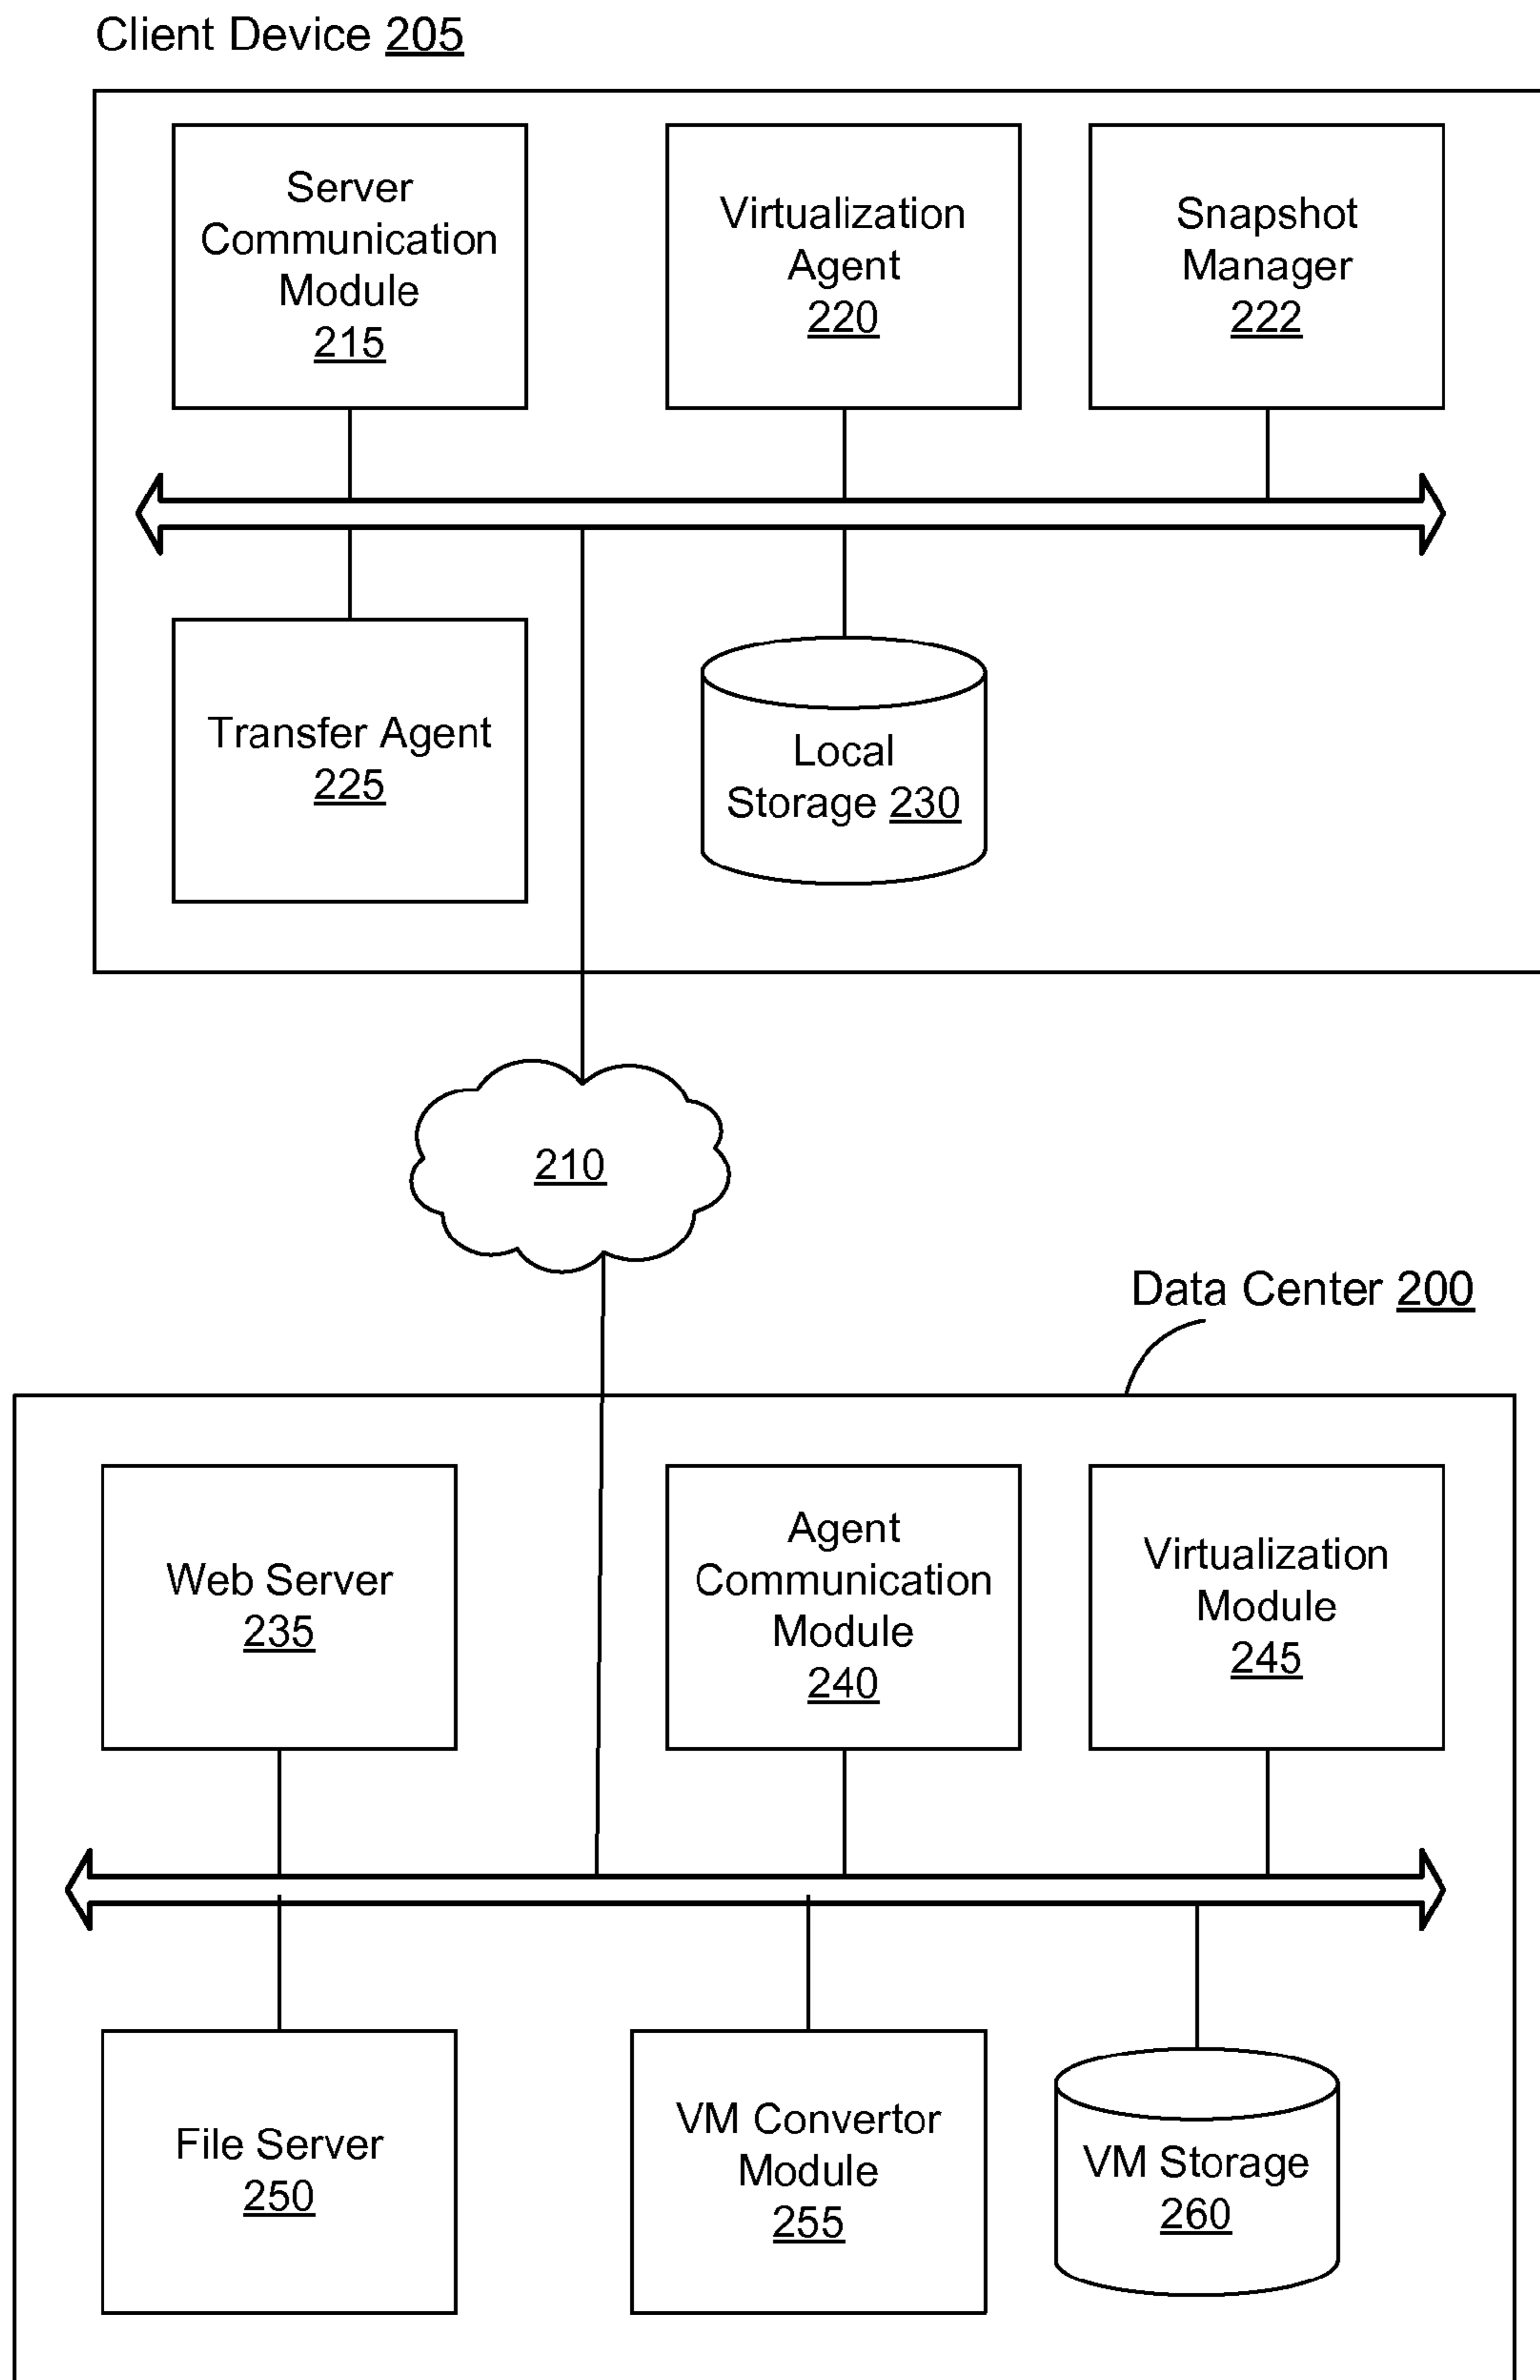 Client Device 205
Server
Communication
Module
215
Virtualization
Agent
220
Snapshot
Manager
222
Transfer Agent
225
Local
Storage 230
210
Data Center 200
Web Server
235
Agent
Communication
Module
240
Virtualization
Module
245
File Server
250
VM Convertor
Module
255
VM Storage
260